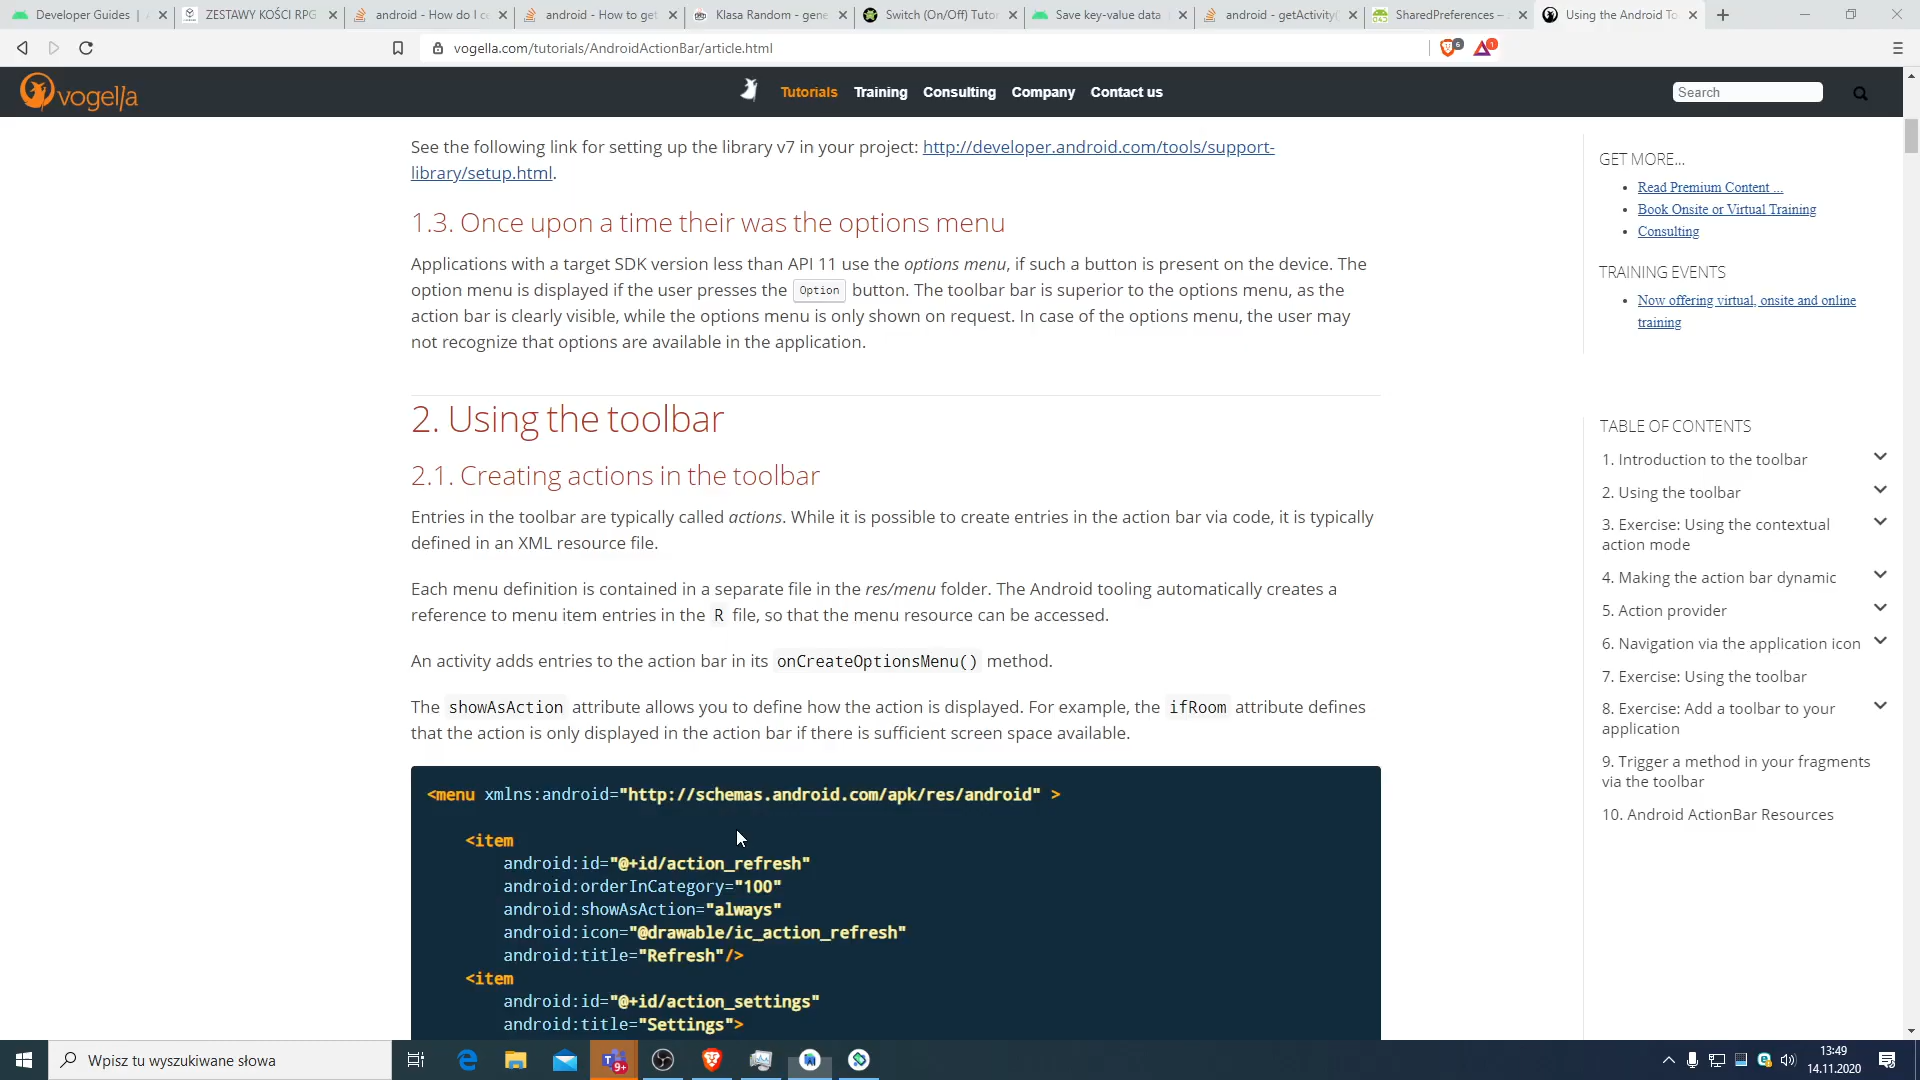 Developer Guides |
ZESTAWY KOŚCI RPG
android - How do I ce
android - How to get
Klasa Random - gene
Switch (On/Off) Tutor
Save key-value data
android - getActivity(
SharedPreferences –
Using the Android To
vogella.com/tutorials/AndroidActionBar/article.html
6
1
vogella
Tutorials
Training
Consulting
Company
Contact us
Search
See the following link for setting up the library v7 in your project: http://developer.android.com/tools/support-
library/setup.html.
1.3. Once upon a time their was the options menu
Applications with a target SDK version less than API 11 use the options menu, if such a button is present on the device. The
option menu is displayed if the user presses the Option button. The toolbar bar is superior to the options menu, as the
action bar is clearly visible, while the options menu is only shown on request. In case of the options menu, the user may
not recognize that options are available in the application.
2. Using the toolbar
2.1. Creating actions in the toolbar
Entries in the toolbar are typically called actions. While it is possible to create entries in the action bar via code, it is typically
defined in an XML resource file.
Each menu definition is contained in a separate file in the res/menu folder. The Android tooling automatically creates a
reference to menu item entries in the R file, so that the menu resource can be accessed.
An activity adds entries to the action bar in its onCreateOptionsMenu() method.
The showAsAction attribute allows you to define how the action is displayed. For example, the ifRoom attribute defines
that the action is only displayed in the action bar if there is sufficient screen space available.
<menu xmlns:android="http://schemas.android.com/apk/res/android" >
<item
android:id="@+id/action_refresh"
android:orderInCategory="100"
android:showAsAction="always"
android:icon="@drawable/ic_action_refresh"
android:title="Refresh"/>
<item
android:id="@+id/action_settings"
android:title="Settings">
GET MORE...
Read Premium Content ...
Book Onsite or Virtual Training
Consulting
TRAINING EVENTS
Now offering virtual, onsite and online
training
TABLE OF CONTENTS
1. Introduction to the toolbar
2. Using the toolbar
3. Exercise: Using the contextual
action mode
4. Making the action bar dynamic
5. Action provider
6. Navigation via the application icon
7. Exercise: Using the toolbar
8. Exercise: Add a toolbar to your
application
9. Trigger a method in your fragments
via the toolbar
10. Android ActionBar Resources
Wpisz tu wyszukiwane słowa
9+
13:49
14.11.2020